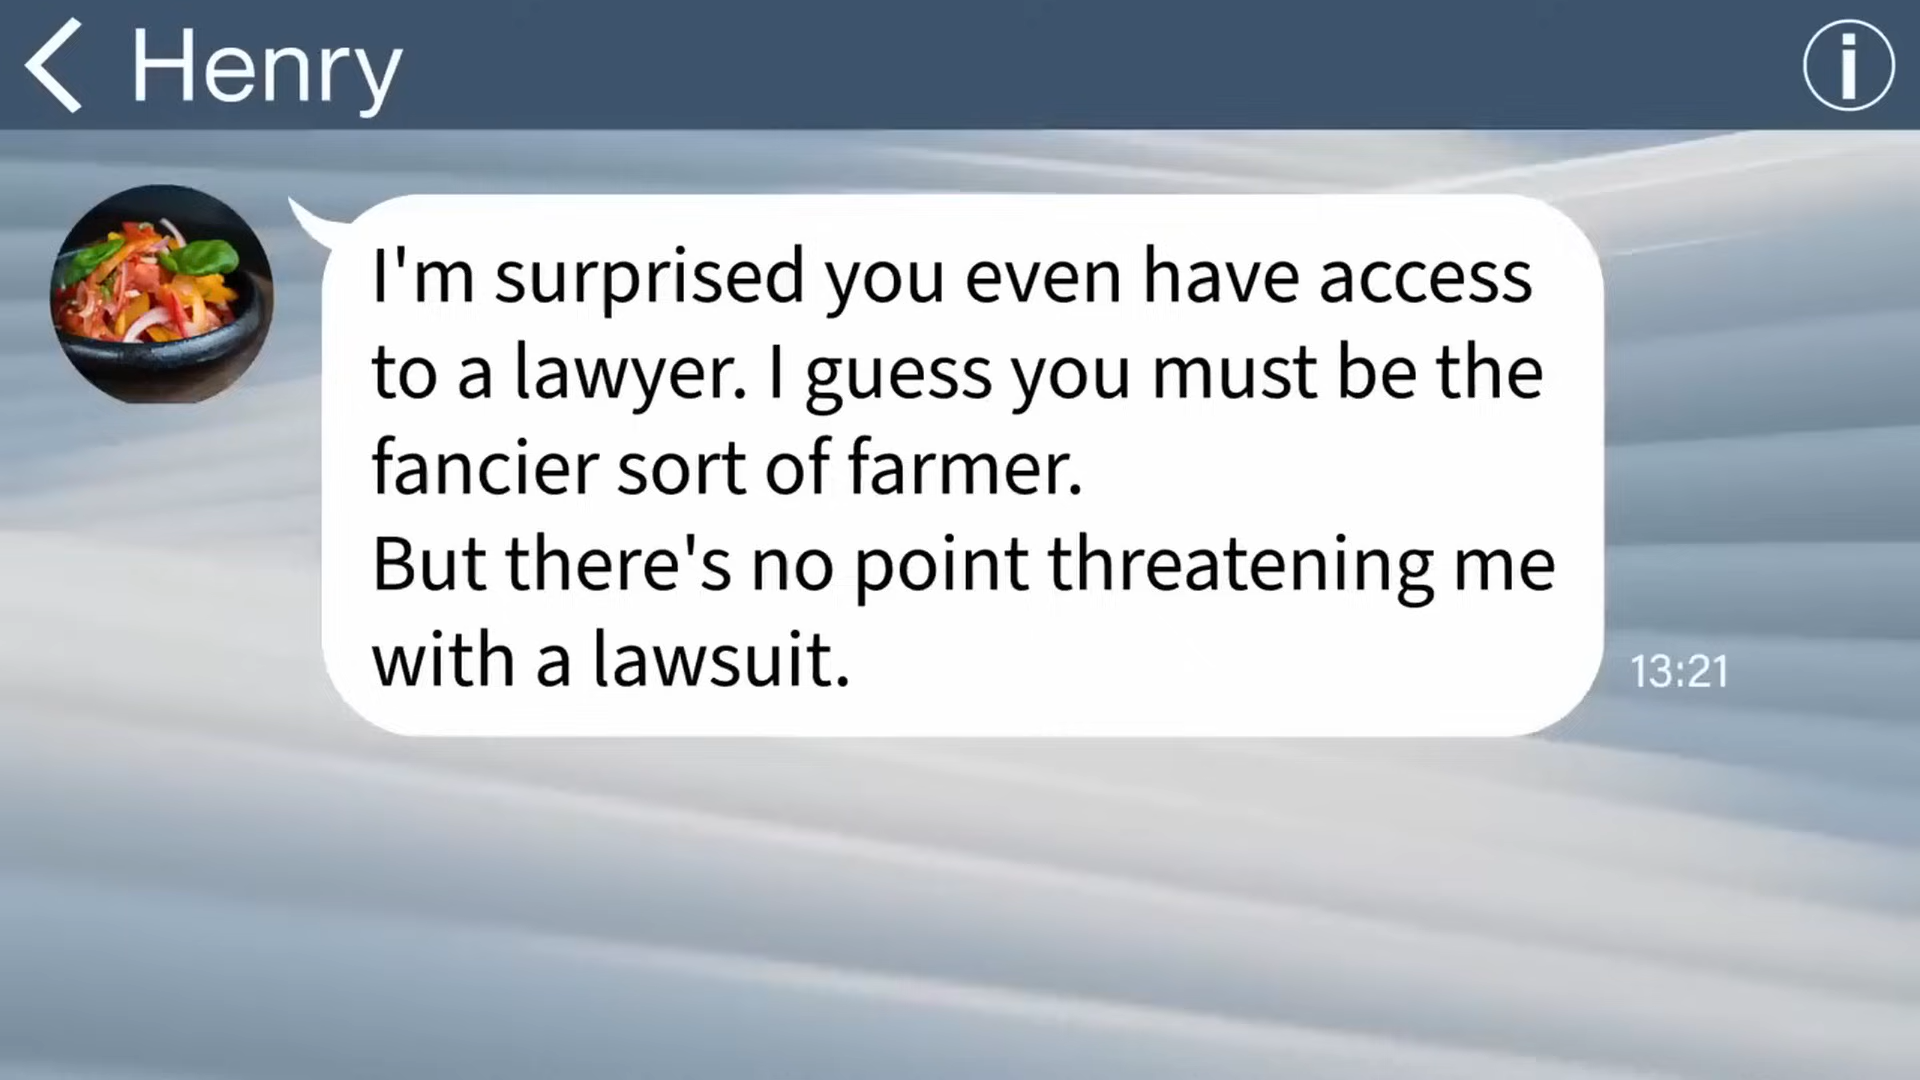 Henry
I'm surprised you even have access
to a lawyer. I guess you must be the
fancier sort of farmer.
But there's no point threatening me
with a lawsuit.
13:21